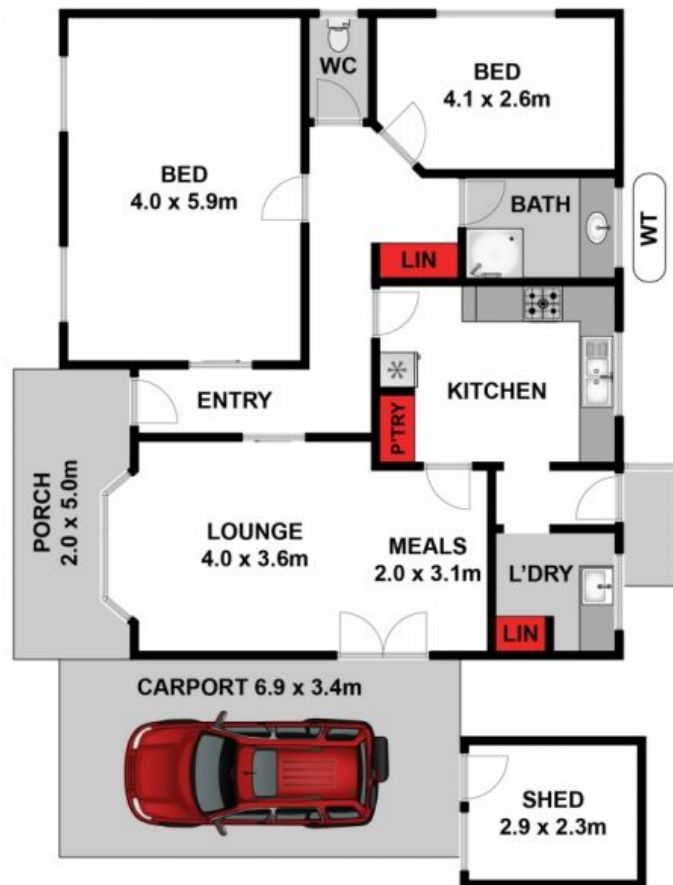 WC
BED
4.1 x 2.6m
BED
4.0 x 5.9m
BATH
WT
LIN
KITCHEN
ENTRY
P'TRY
PORCH
2.0 x 5.0m
LOUNGE
4.0 x 3.6m
MEALS
2.0 x 3.1m
L'DRY
LIN
CARPORT 6.9 x 3.4m
SHED
2.9 x 2.3m